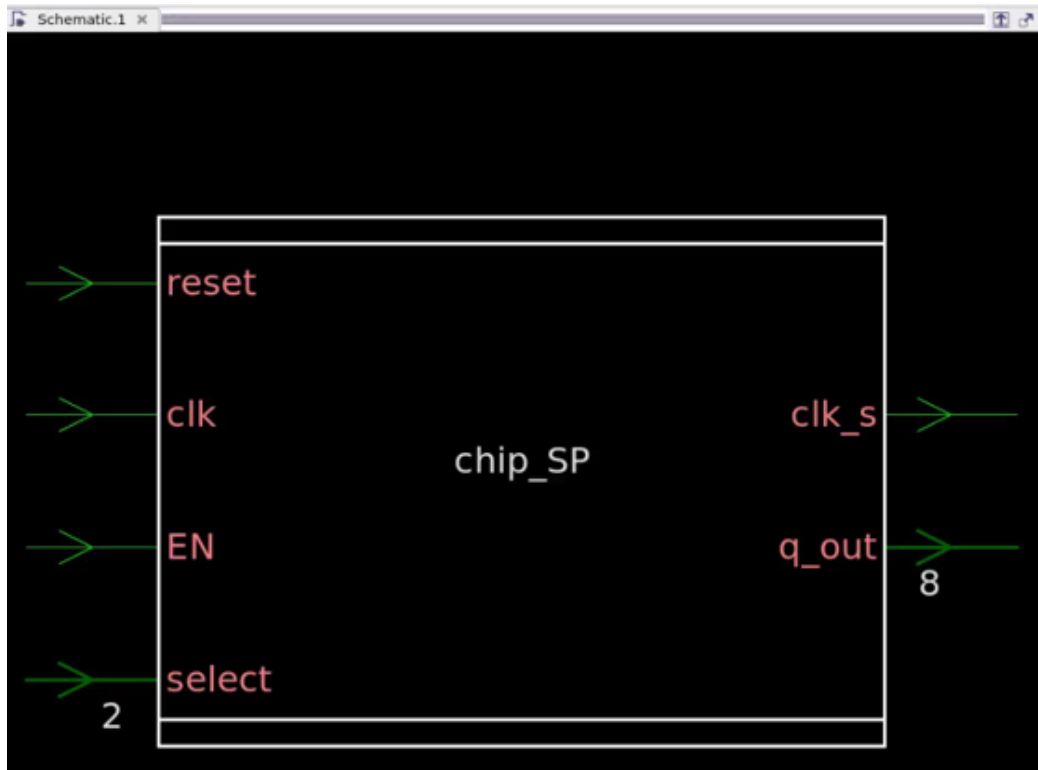 Schematic.1
reset
clk
clk_s
chip_SP
EN
q_out
8
select
2